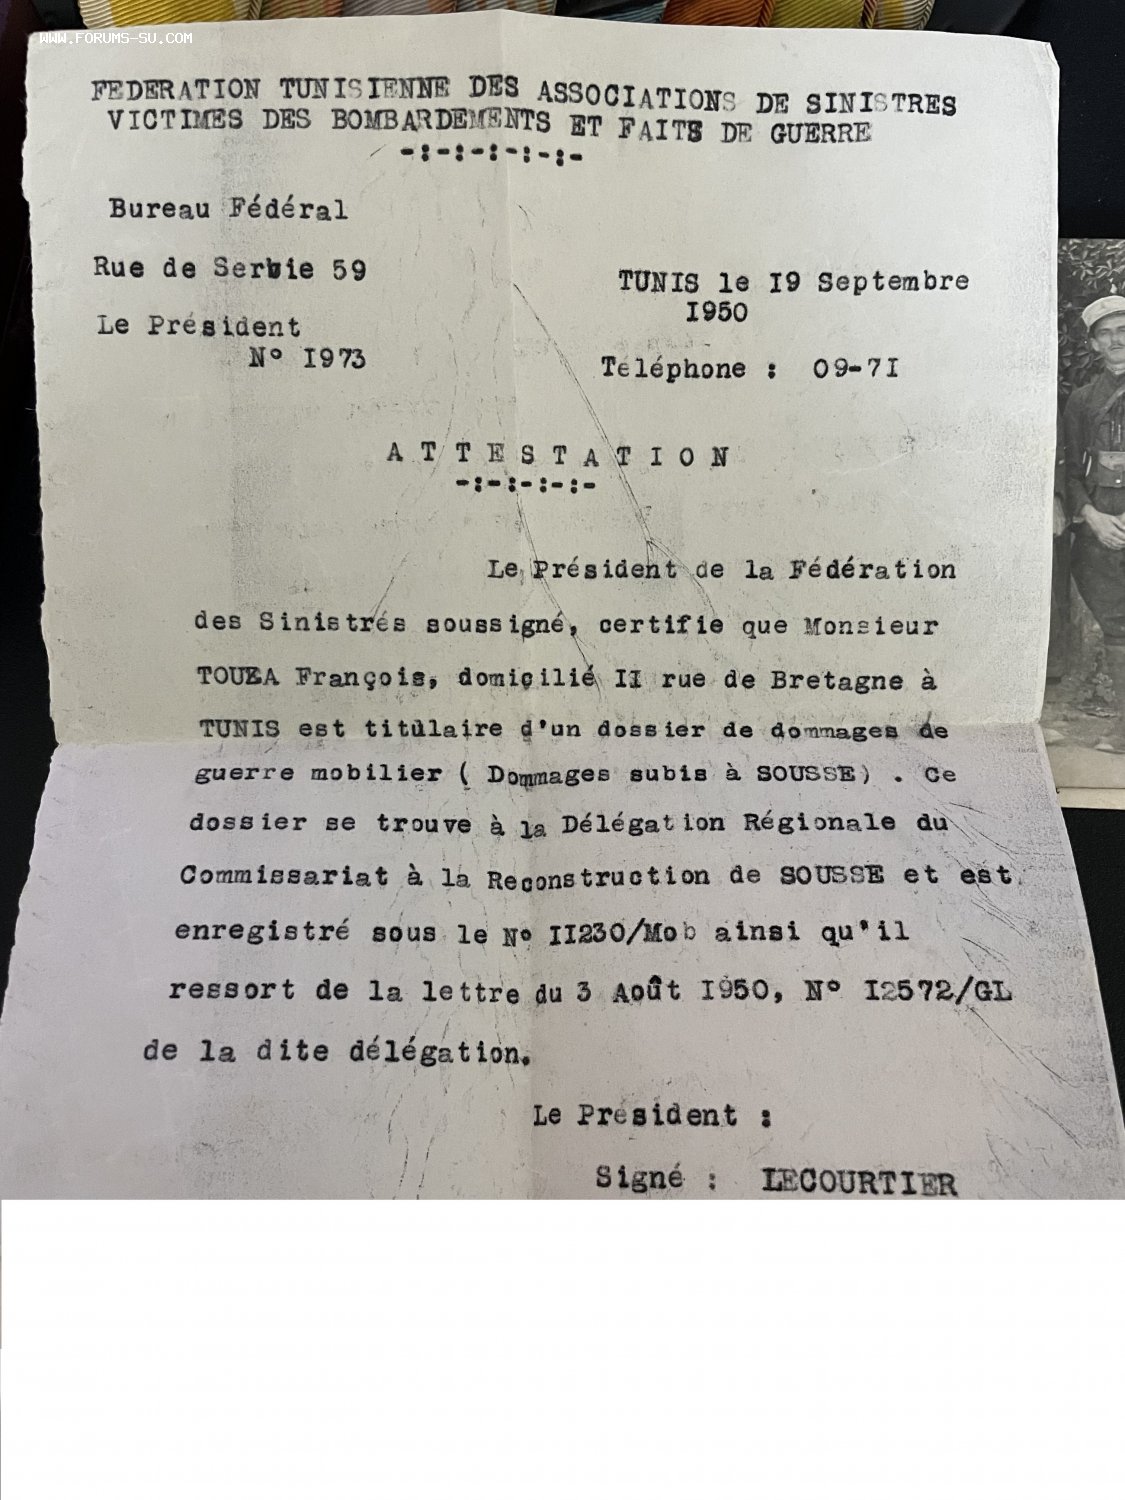 WWW.FORUMS-SU.COM
FEDERATION TUNISIENNE DES ASSOCIATIONS DE SINISTRES
VICTIMES DES BOMBARDEMENTS ET FAITS DE GUERRE
-:-:-:-:-:-
Bureau Fédéral
Rue de Serbie 59
TUNIS le I9 Septembre
I950
Le Président
N° I973
Téléphone : 09-7I
A T T E S T A T I O N
-:-:-:-:-
Le Président de la Fédération
des Sinistrés soussigné, certifie que Monsieur
François, domicilié II rue de Bretagne à
TUNIS est titulaire d'un dossier de dommages de
guerre mobilier ( Dommages subis à SOUSSE) . Ce
dossier se trouve à la Délégation Régionale du
Commissariat à la Reconstruction de SOUSSE et est
enregistré sous le N° II230/Mob ainsi qu'il
ressort de la lettre du 3 Août I950, N° I2572/GL
de la dite délégation.
Le Président :
Signé : LECOURTIER